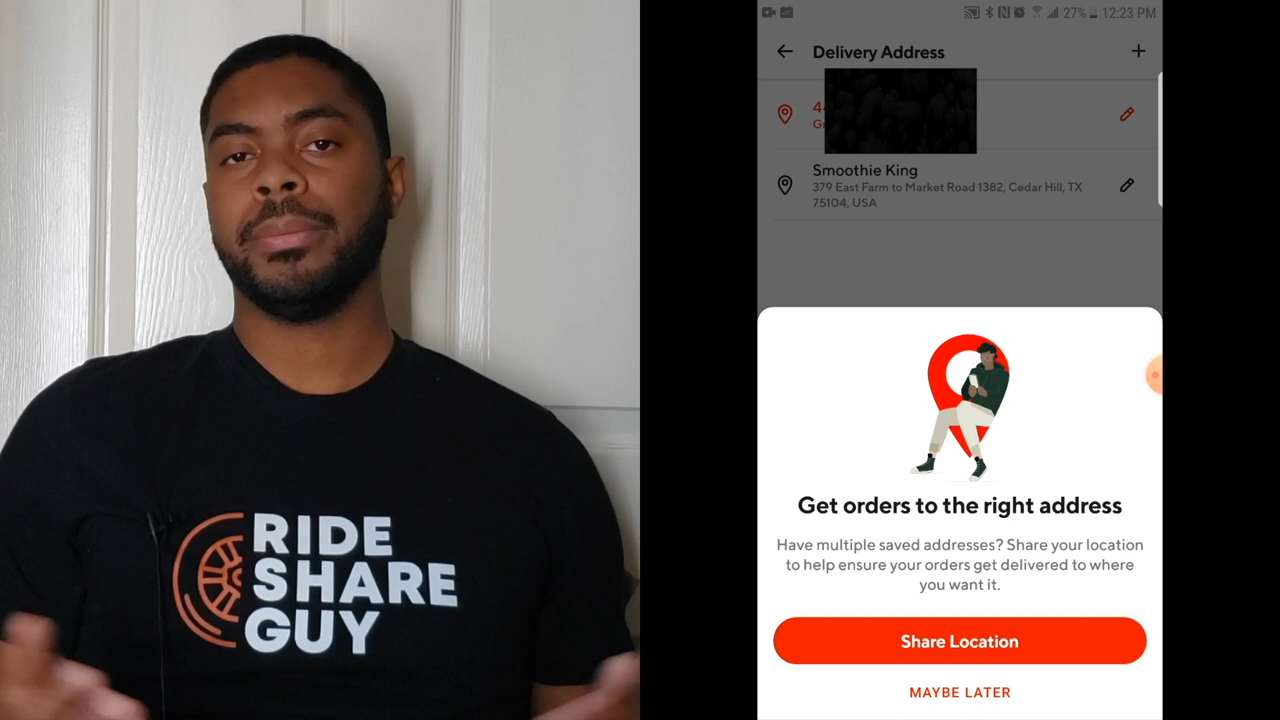 RIDE
SHARE
GUY
27% 12:23 PM
Delivery Address
Smoothie King
379 East Farm to Market Road 1382, Cedar Hill, TX
75104, USA
Get orders to the right address
Have multiple saved addresses? Share your location
to help ensure your orders get delivered to where
you want it.
Share Location
MAYBE LATER